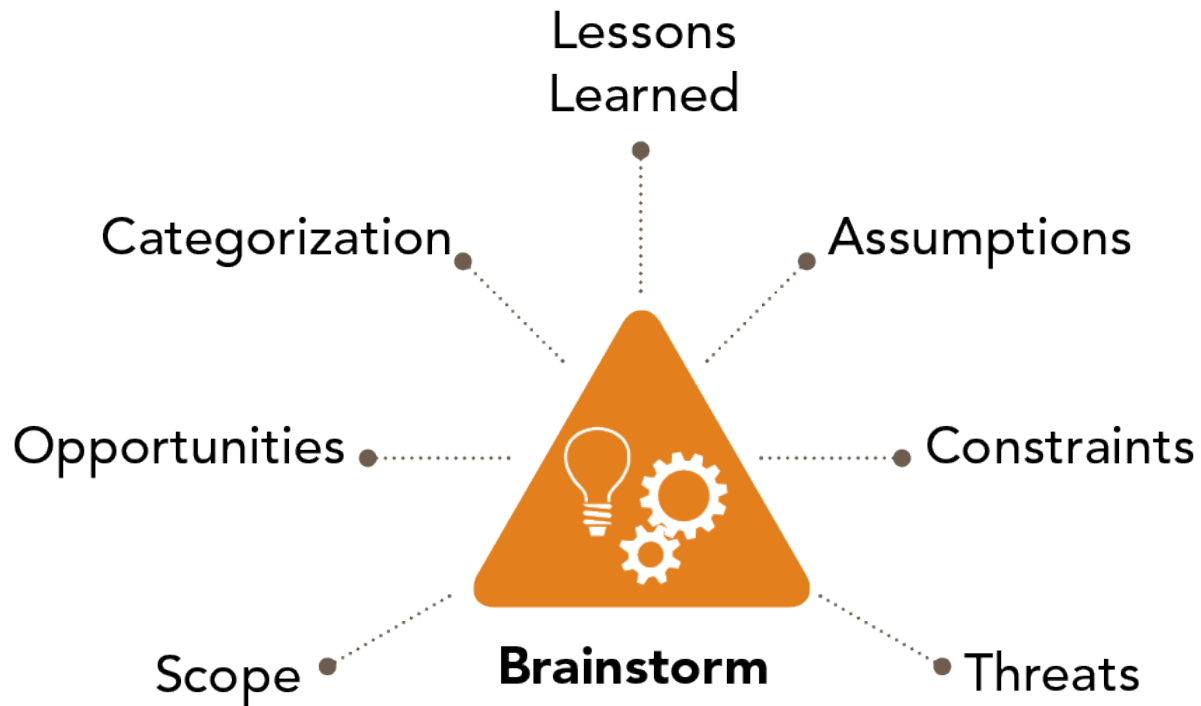 Lessons
Learned
Categorization
Assumptions
Opportunities
Constraints
Scope
Brainstorm
Threats